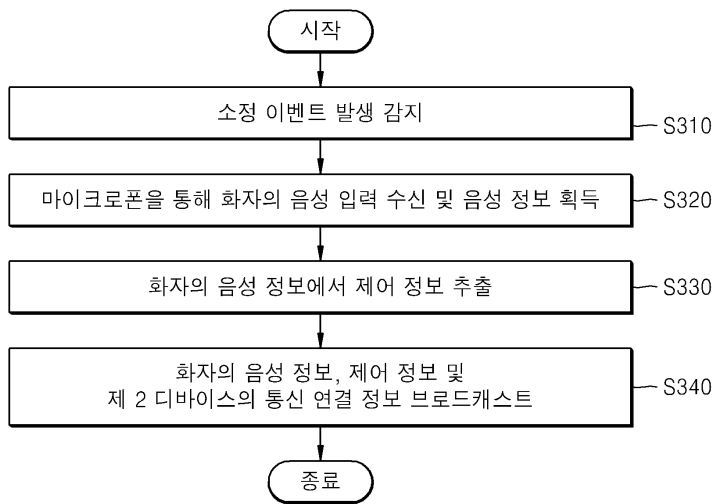 시작
소정 이벤트 발생 감지
S310
마이크로폰을 통해 화자의 음성 입력 수신 및 음성 정보 획득
S320
화자의 음성 정보에서 제어 정보 추출
S330
화자의 음성 정보, 제어 정보 및
제 2 디바이스의 통신 연결 정보 브로드캐스트
S340
종료